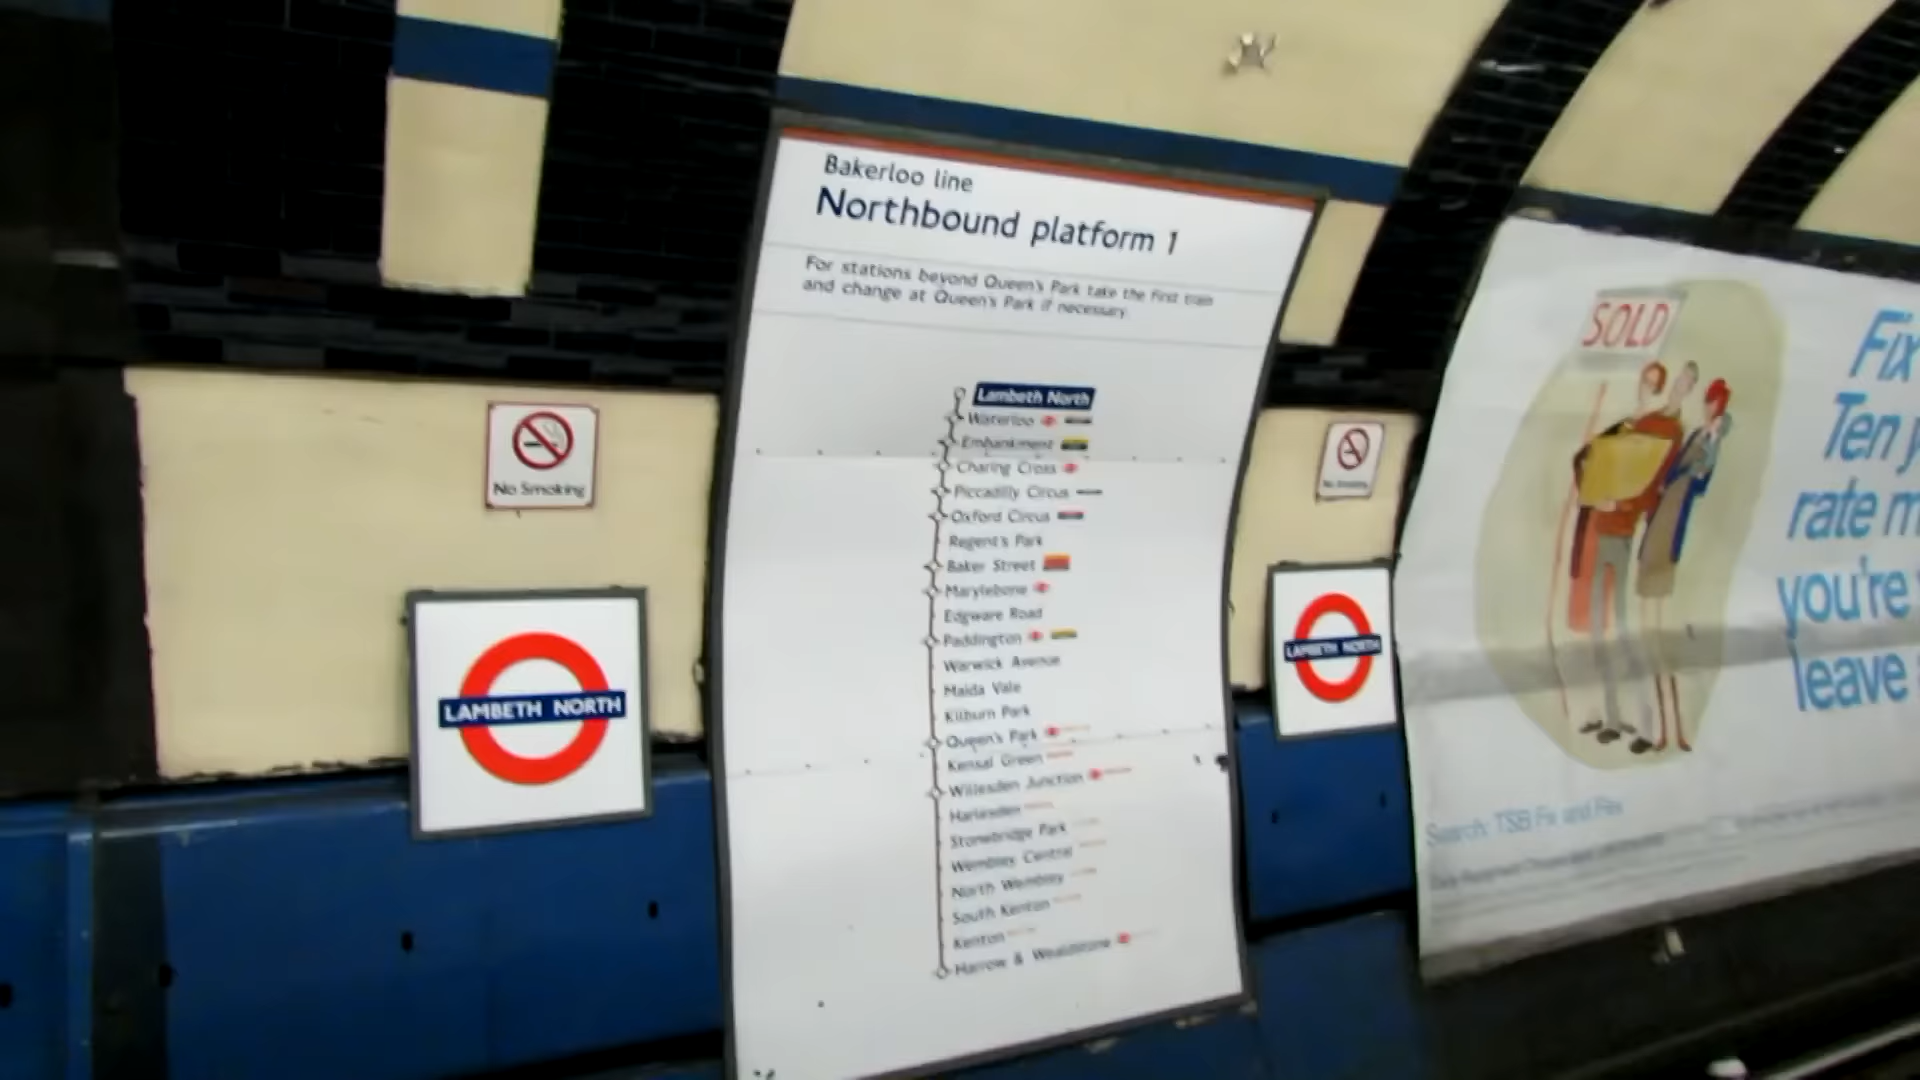 Bakerloo line
Northbound platform 1
For stations beyond Queen's Park take the first train
and change at Queen's Park if necessary.
Lambeth North
Waterloo
Embankment
Charing Cross
Piccadilly Circus
Oxford Circus
Regent's Park
Baker Street
Marylebone
Edgware Road
Paddington
Warwick Avenue
Maida Vale
Kilburn Park
Queen's Park
Kensal Green
Willesden Junction
Harlesden
Stonebridge Park
Wembley Central
North Wembley
South Kenton
Kenton
Harrow & Wealdstone
No Smoking
LAMBETH NORTH
No Smoking
LAMBETH NORTH
SOLD
Fix
Ten y
rate m
you're
leave
Search: TSB Fix and Flex